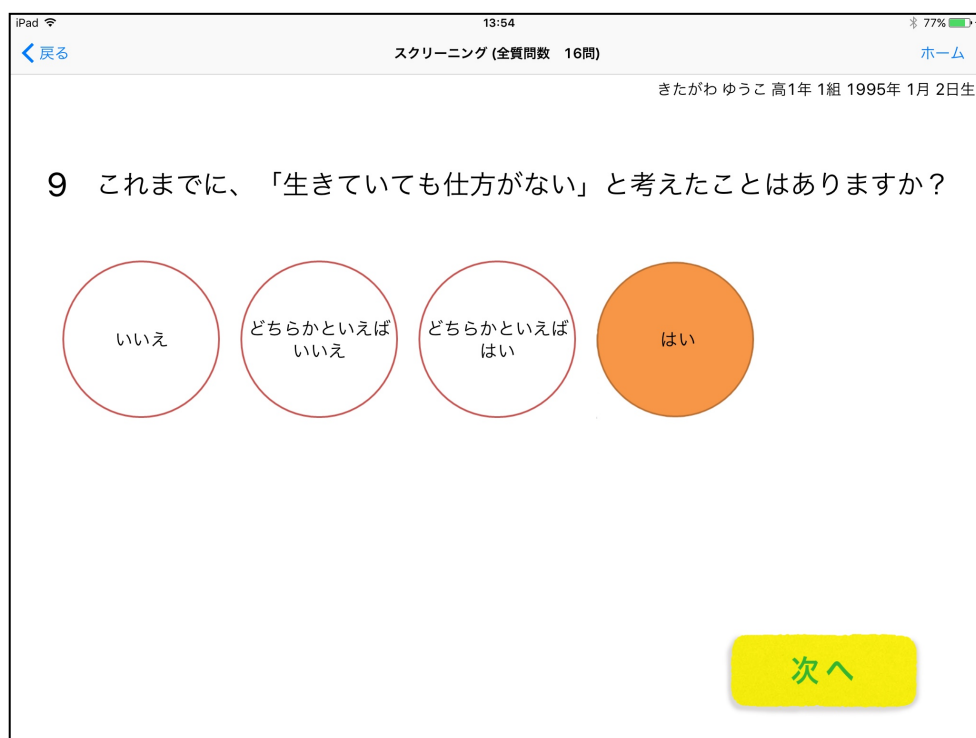 iPad 13:54 77%
戻る スクリーニング (全質問数 16問) ホーム
きたがわ ゆうこ 高1年 1組 1995年 1月 2日生
9 これまでに、「生きていても仕方がない」と考えたことはありますか？
いいえ
どちらかといえば
いいえ
どちらかといえば
はい
はい
次へ